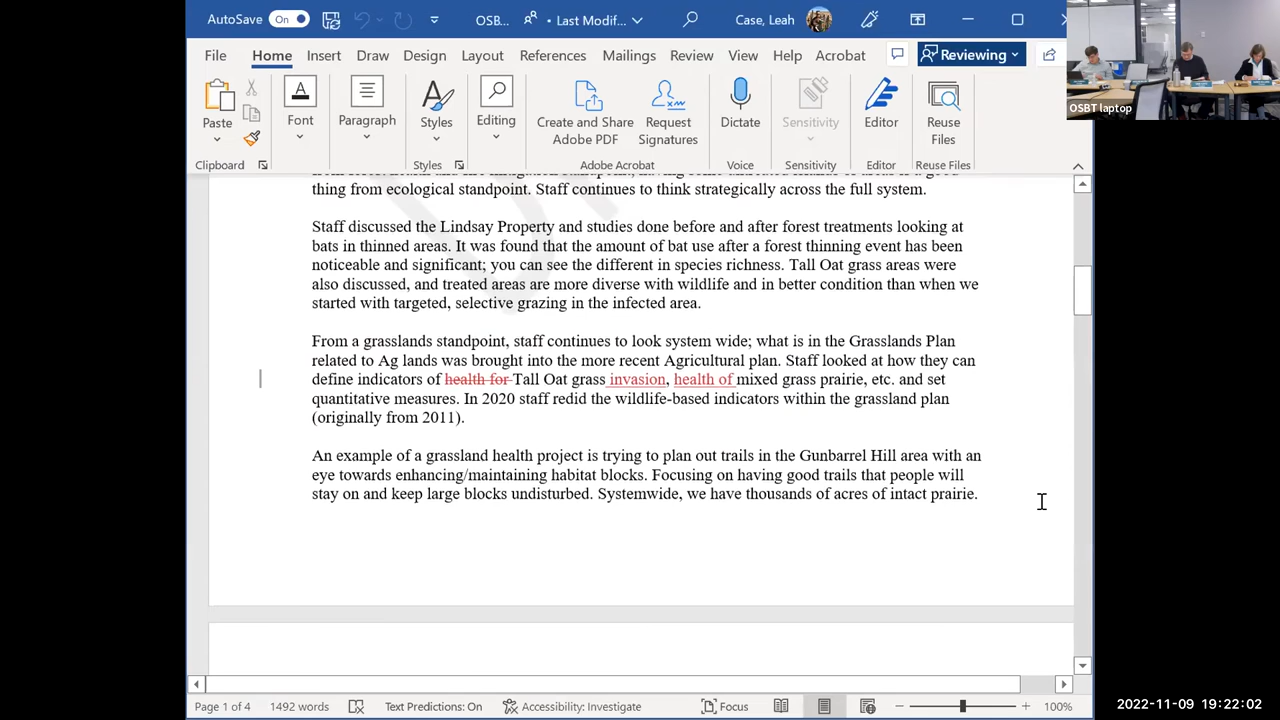 AutoSave On OSB... • Last Modif... Case, Leah
File Home Insert Draw Design Layout References Mailings Review View Help Acrobat Reviewing
OSBT laptop
Paste Font Paragraph Styles Editing Create and Share Adobe PDF Request Signatures Dictate Sensitivity Editor Reuse Files
Clipboard Styles Adobe Acrobat Voice Sensitivity Editor Reuse Files
thing from ecological standpoint. Staff continues to think strategically across the full system.
Staff discussed the Lindsay Property and studies done before and after forest treatments looking at
bats in thinned areas. It was found that the amount of bat use after a forest thinning event has been
noticeable and significant; you can see the different in species richness. Tall Oat grass areas were
also discussed, and treated areas are more diverse with wildlife and in better condition than when we
started with targeted, selective grazing in the infected area.
From a grasslands standpoint, staff continues to look system wide; what is in the Grasslands Plan
related to Ag lands was brought into the more recent Agricultural plan. Staff looked at how they can
define indicators of health for Tall Oat grass invasion, health of mixed grass prairie, etc. and set
quantitative measures. In 2020 staff redid the wildlife-based indicators within the grassland plan
(originally from 2011).
An example of a grassland health project is trying to plan out trails in the Gunbarrel Hill area with an
eye towards enhancing/maintaining habitat blocks. Focusing on having good trails that people will
stay on and keep large blocks undisturbed. Systemwide, we have thousands of acres of intact prairie.
Page 1 of 4 1492 words Text Predictions: On Accessibility: Investigate Focus 100%
2022-11-09 19:22:02